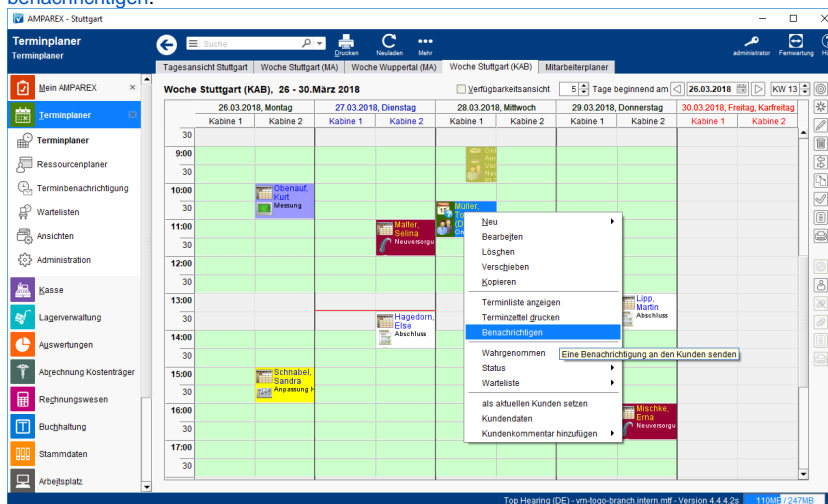 benachrichtigen.
AMPAREX - Stuttgart
Terminplaner
Terminplaner
Suche
Drucken
Neuladen
Mehr
administrator
Fernwartung
Tagesansicht Stuttgart
Woche Stuttgart (MA)
Woche Wuppertal (MA)
Woche Stuttgart (KAB)
Mitarbeiterplaner
Mein AMPAREX
Terminplaner
Terminplaner
Ressourcenplaner
Terminbenachrichtigung
Wartelisten
Ansichten
Administration
Kasse
Lagerverwaltung
Auswertungen
Abrechnung Kostenträger
Rechnungswesen
Buchhaltung
Stammdaten
Arbeitsplatz
Woche Stuttgart (KAB), 26 - 30.März 2018
Verfügbarkeitsansicht
5 Tage beginnend am 26.03.2018 KW 13
26.03.2018, Montag
27.03.2018, Dienstag
28.03.2018, Mittwoch
29.03.2018, Donnerstag
30.03.2018, Freitag, Karfreitag
Kabine 1 Kabine 2 Kabine 1 Kabine 2 Kabine 1 Kabine 2 Kabine 1 Kabine 2 Kabine 1 Kabine 2
30
9:00
30
10:00
30
11:00
30
12:00
30
13:00
30
14:00
30
15:00
30
16:00
30
17:00
30
Obenauf,
Kurt
Messung
Malter,
Selina
Neuversorgu
Hagedorn,
Else
Abschluss
Schnabel,
Sandra
Anpassung H
Müller,
Lipp,
Martin
Abschluss
Mischke,
Erna
Neuversorgu
Neu
Bearbeiten
Löschen
Verschieben
Kopieren
Terminliste anzeigen
Terminzettel drucken
Benachrichtigen
Wahrgenommen
Eine Benachrichtigung an den Kunden senden
Status
Warteliste
als aktuellen Kunden setzen
Kundendaten
Kundenkommentar hinzufügen
Top Hearing (DE) - vm-togo-branch.intern.mtf - Version 4.4.4.2s
110MB / 247MB